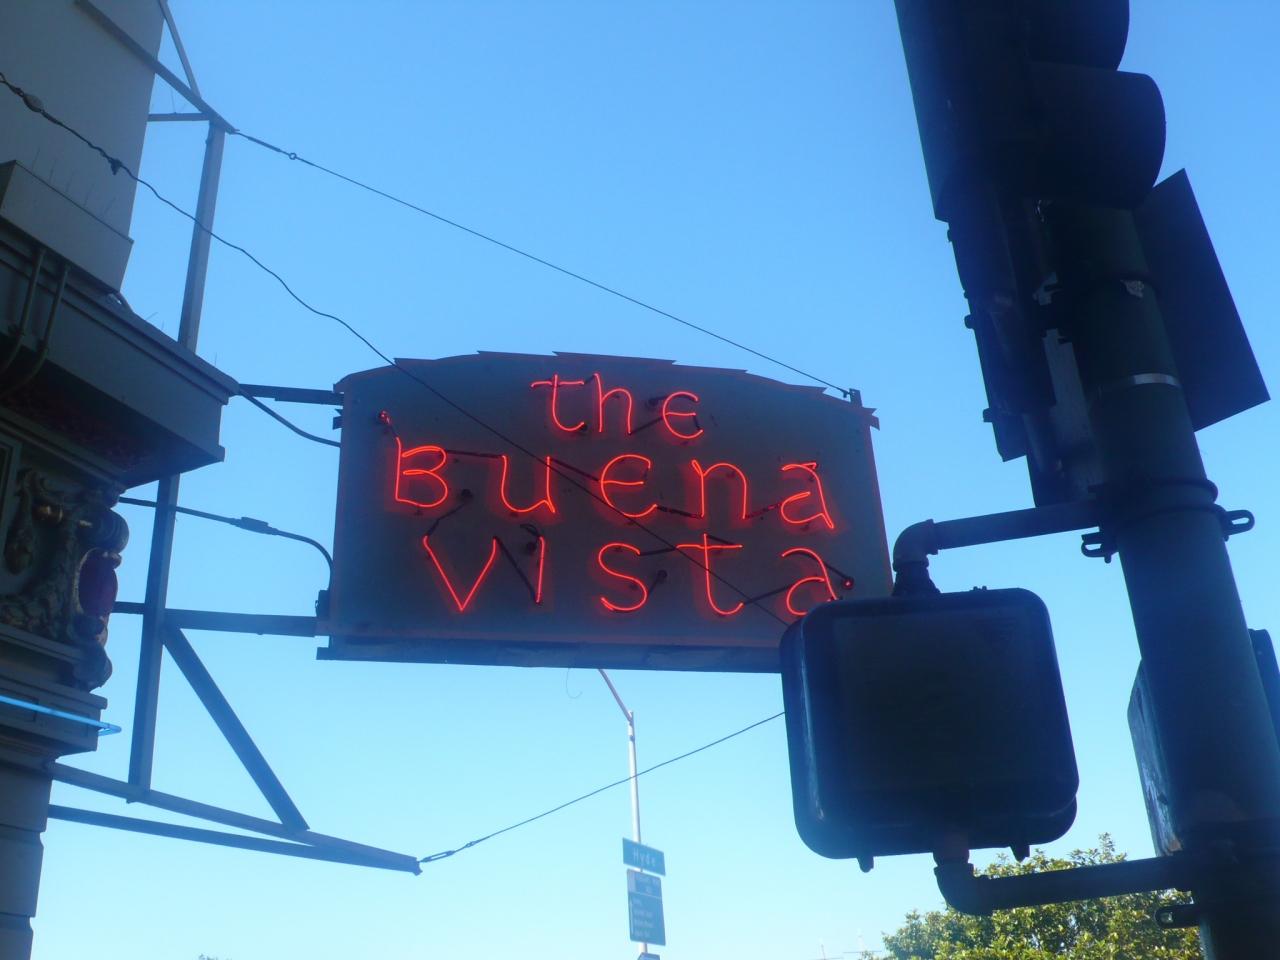 the
Buena
Vista
Hyde